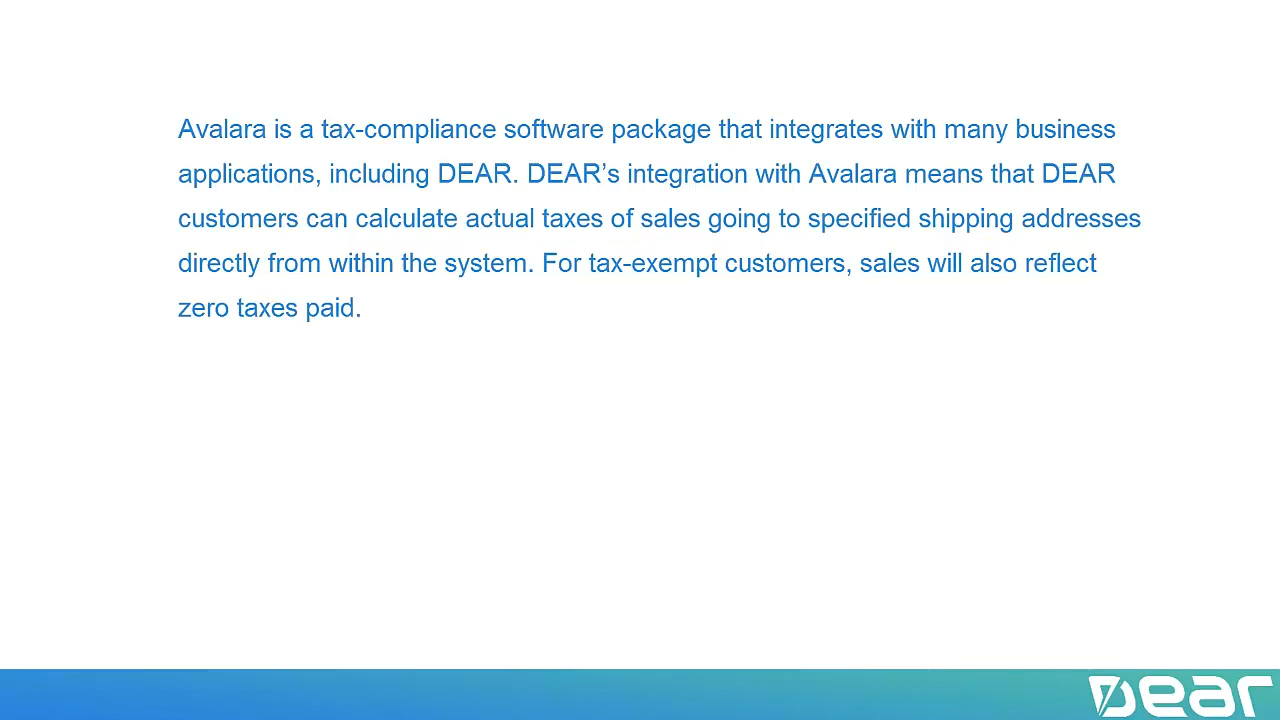 Avalara is a tax-compliance software package that integrates with many business
applications, including DEAR. DEAR’s integration with Avalara means that DEAR
customers can calculate actual taxes of sales going to specified shipping addresses
directly from within the system. For tax-exempt customers, sales will also reflect
zero taxes paid.
Dear